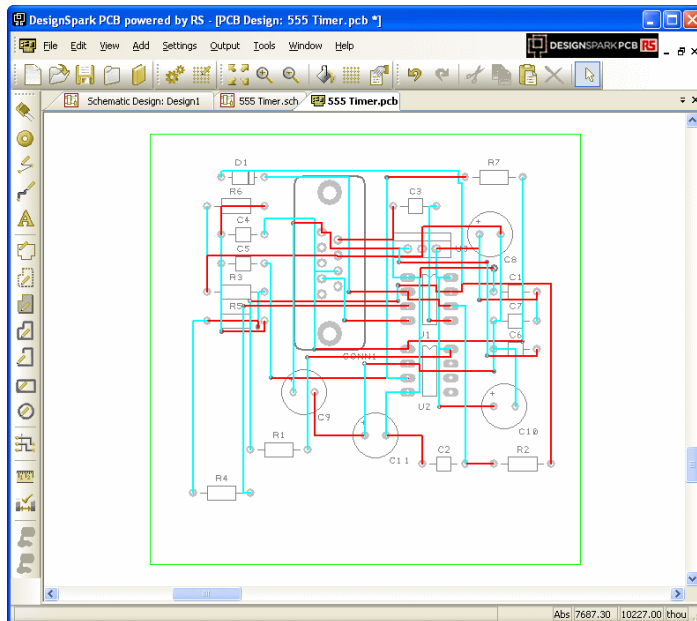 DesignSpark PCB powered by RS - [PCB Design: 555 Timer.pcb *]
File Edit View Add Settings Output Tools Window Help
DESIGNSPARK PCB RS
Schematic Design: Design1 555 Timer.sch 555 Timer.pcb
D1
R7
R6
C3
C4
U3
C8
C5
R3
C1
R5
C7
U1
C6
CONN1
U2
C9
C10
R1
C11
C2
R2
R4
Abs 7687.30 10227.00 thou